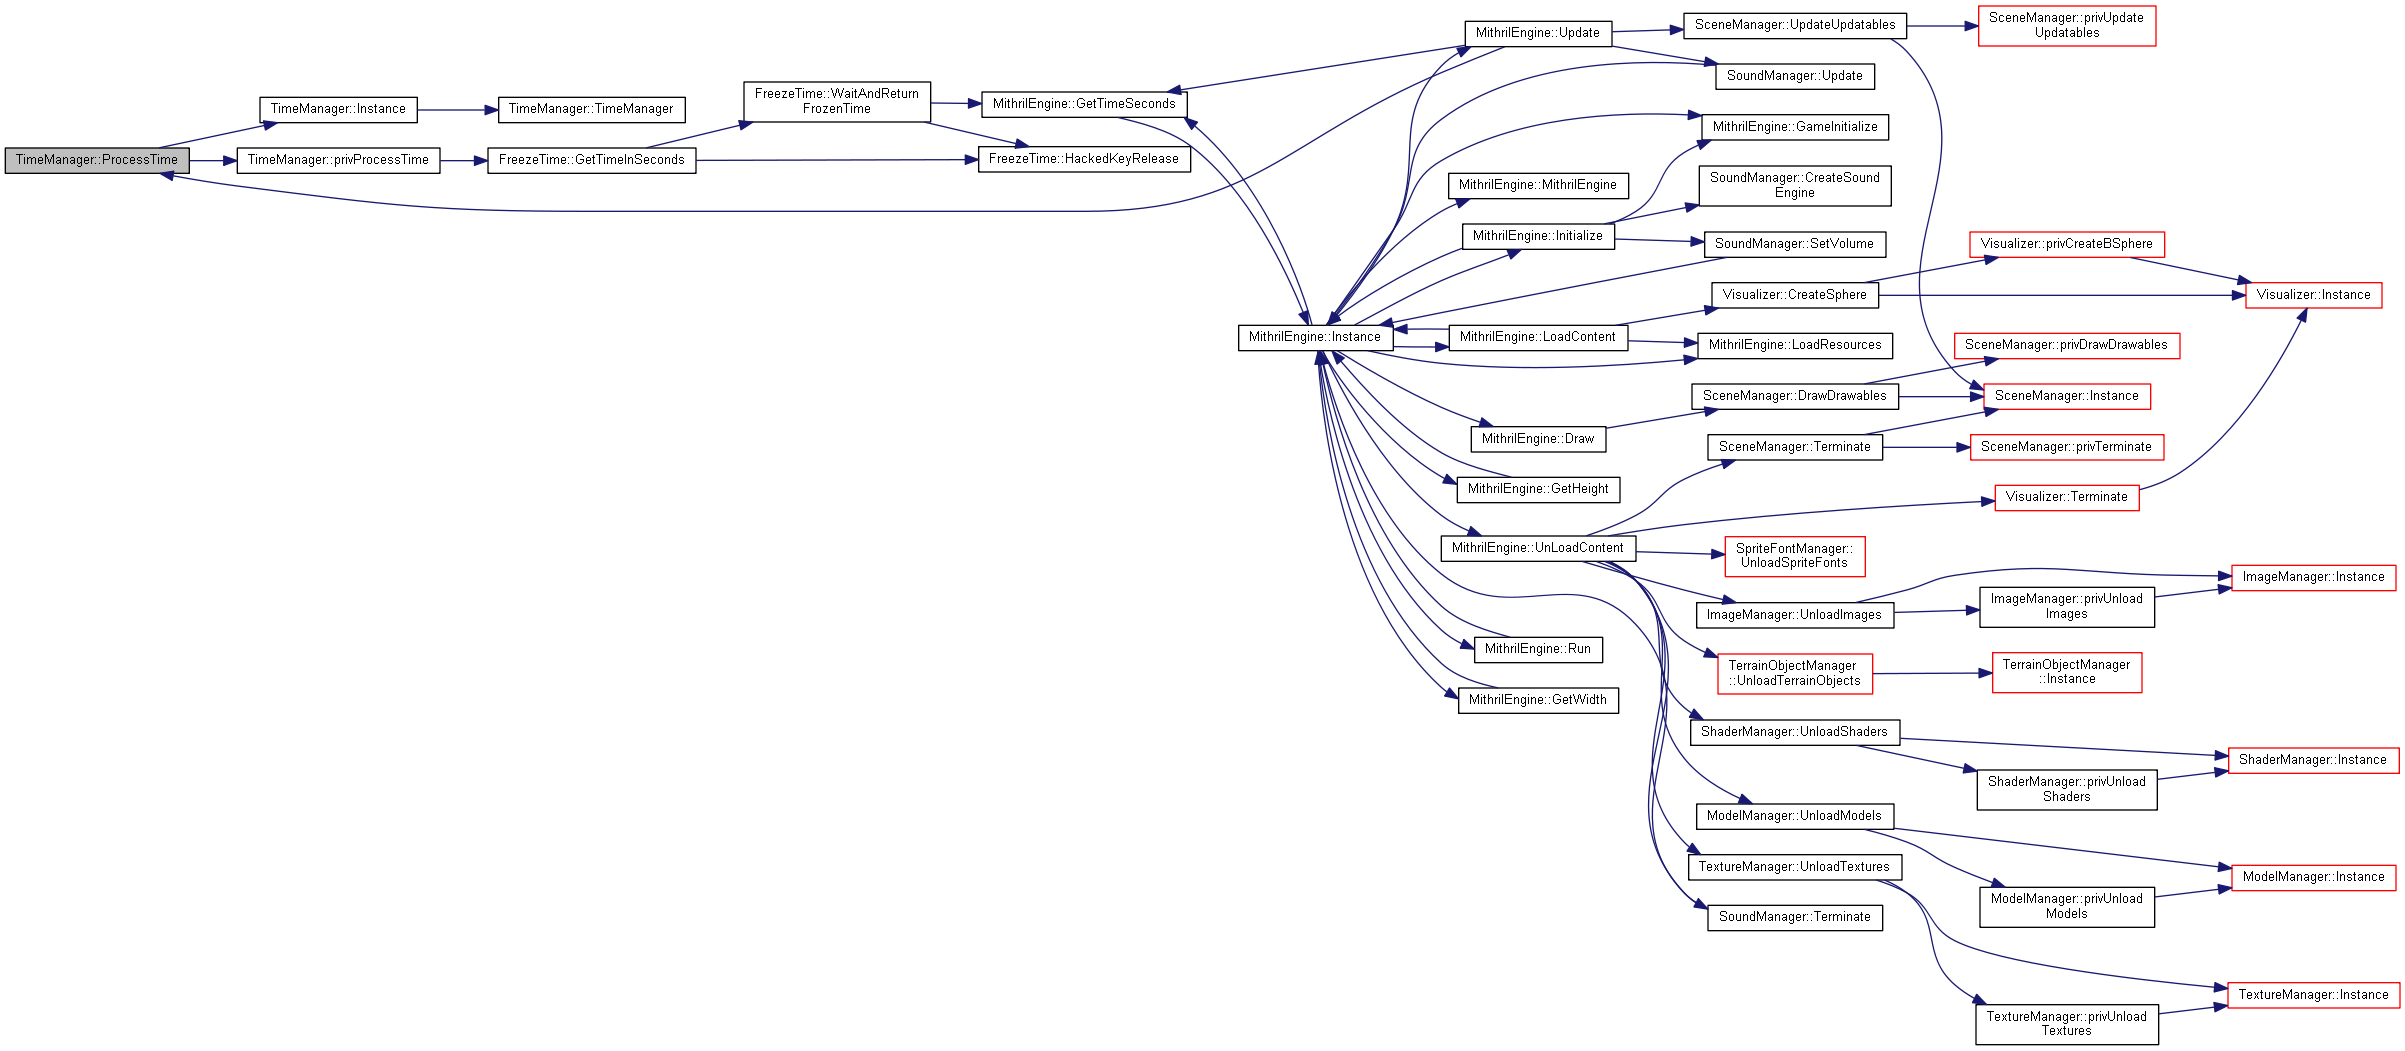 TimeManager::ProcessTime
TimeManager::Instance
TimeManager::privProcessTime
TimeManager::TimeManager
FreezeTime::GetTimeInSeconds
FreezeTime::WaitAndReturn
FrozenTime
MithrilEngine::GetTimeSeconds
FreezeTime::HackedKeyRelease
MithrilEngine::Instance
MithrilEngine::Update
MithrilEngine::MithrilEngine
MithrilEngine::Initialize
MithrilEngine::LoadContent
MithrilEngine::Draw
MithrilEngine::GetHeight
MithrilEngine::UnLoadContent
MithrilEngine::Run
MithrilEngine::GetWidth
SceneManager::UpdateUpdatables
SoundManager::Update
MithrilEngine::GameInitialize
SoundManager::CreateSound
Engine
SoundManager::SetVolume
Visualizer::CreateSphere
MithrilEngine::LoadResources
SceneManager::DrawDrawables
SceneManager::Terminate
SpriteFontManager::
UnloadSpriteFonts
ImageManager::UnloadImages
TerrainObjectManager
::UnloadTerrainObjects
ShaderManager::UnloadShaders
ModelManager::UnloadModels
TextureManager::UnloadTextures
SoundManager::Terminate
SceneManager::privUpdate
Updatables
Visualizer::privCreateBSphere
SceneManager::privDrawDrawables
SceneManager::Instance
SceneManager::privTerminate
Visualizer::Terminate
ImageManager::privUnload
Images
TerrainObjectManager
::Instance
ShaderManager::privUnload
Shaders
ModelManager::privUnload
Models
TextureManager::privUnload
Textures
Visualizer::Instance
ImageManager::Instance
ShaderManager::Instance
ModelManager::Instance
TextureManager::Instance